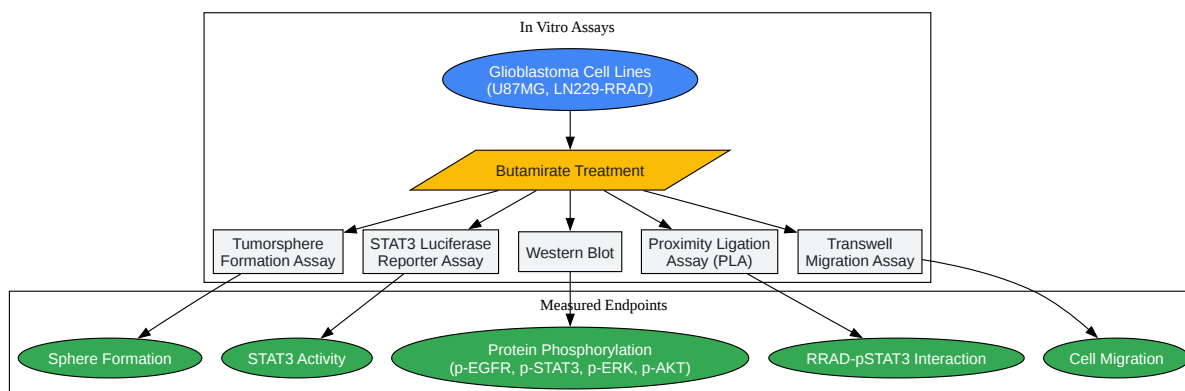 In Vitro Assays
Glioblastoma Cell Lines
(U87MG, LN229-RRAD)
Butamirate Treatment
Tumorsphere
Formation Assay
STAT3 Luciferase
Reporter Assay
Western Blot
Proximity Ligation
Assay (PLA)
Transwell
Migration Assay
Measured Endpoints
Sphere Formation
STAT3 Activity
Protein Phosphorylation
(p-EGFR, p-STAT3, p-ERK, p-AKT)
RRAD-pSTAT3 Interaction
Cell Migration